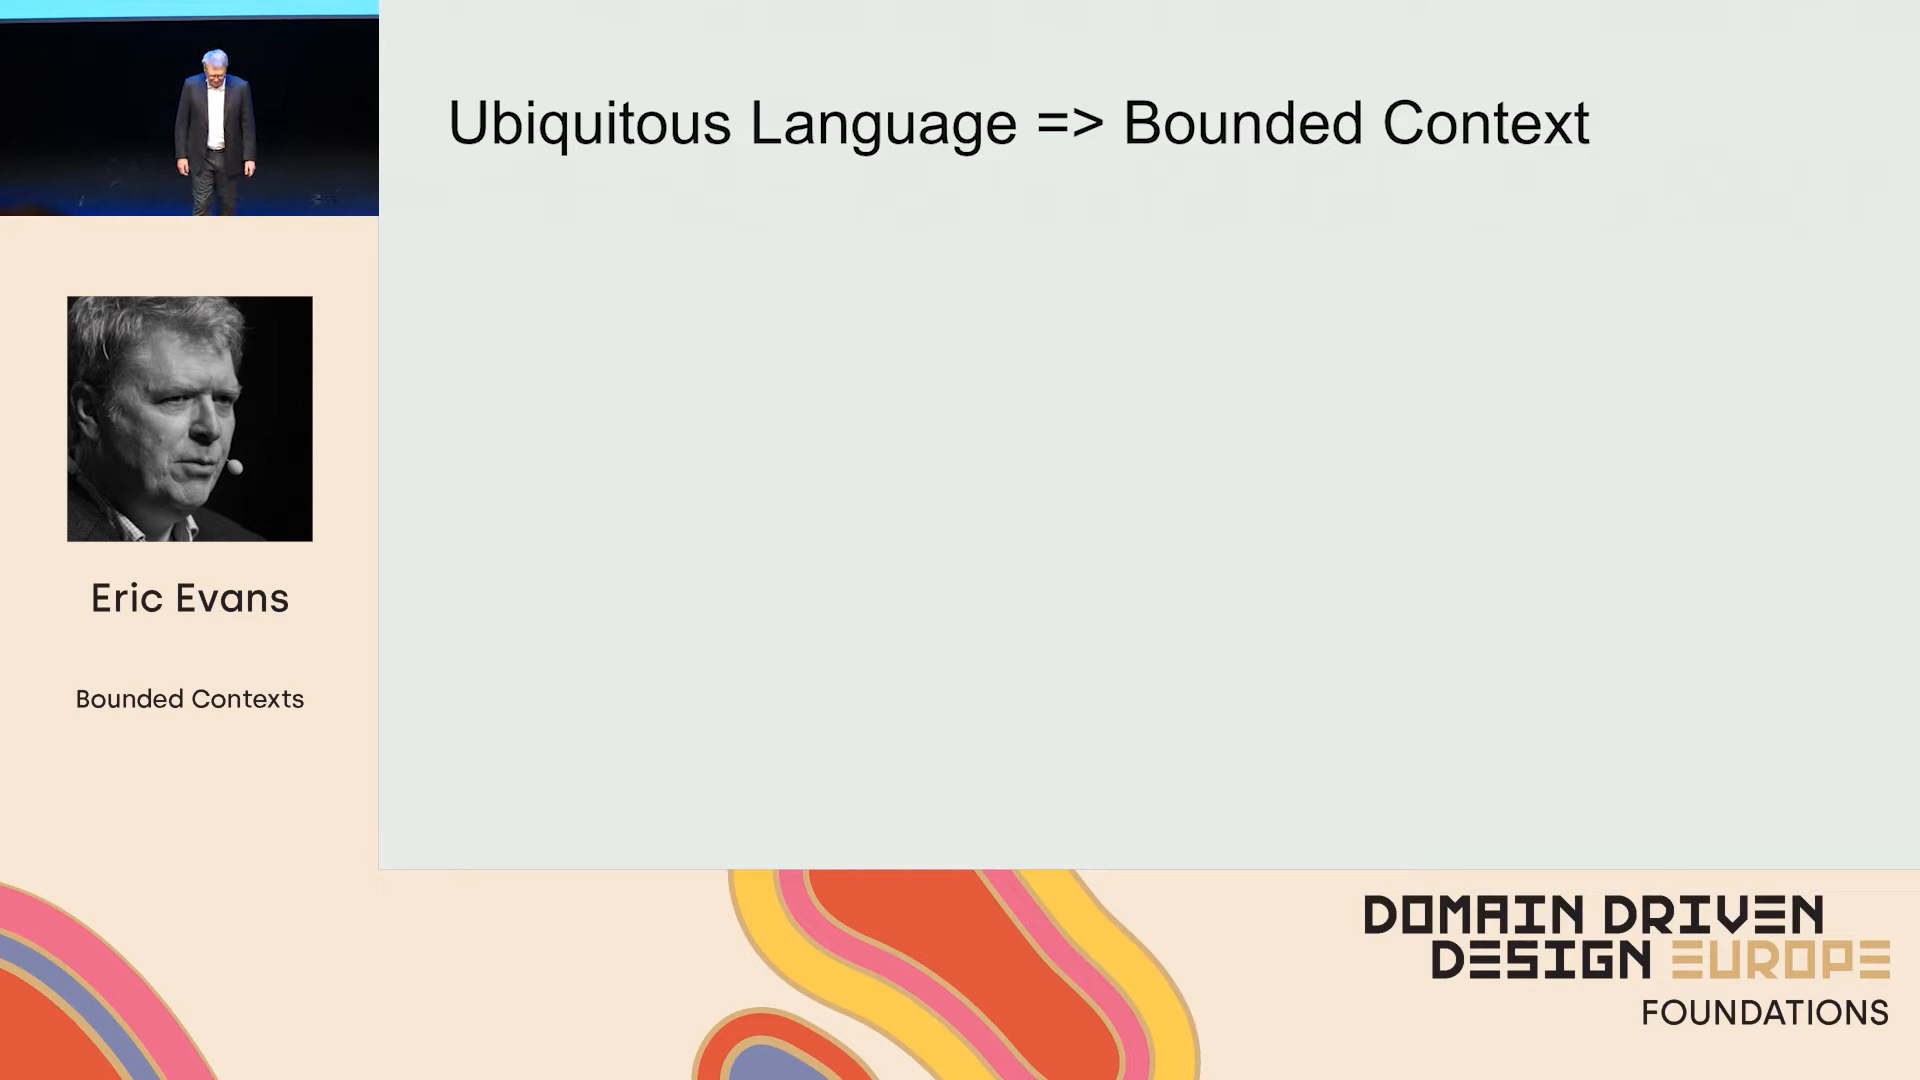 Ubiquitous Language => Bounded Context
Eric Evans
Bounded Contexts
DOMAIN DRIVEN
DESIGN EUROPE
FOUNDATIONS